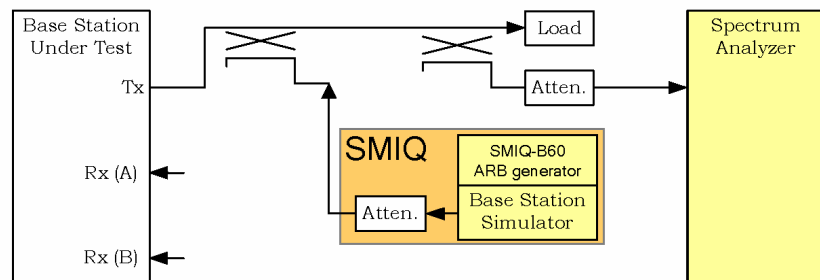 Base Station
Under Test
Tx
Rx (A)
Rx (B)
Load
Atten.
SMIQ
SMIQ-B60
ARB generator
Atten.
Base Station
Simulator
Spectrum
Analyzer